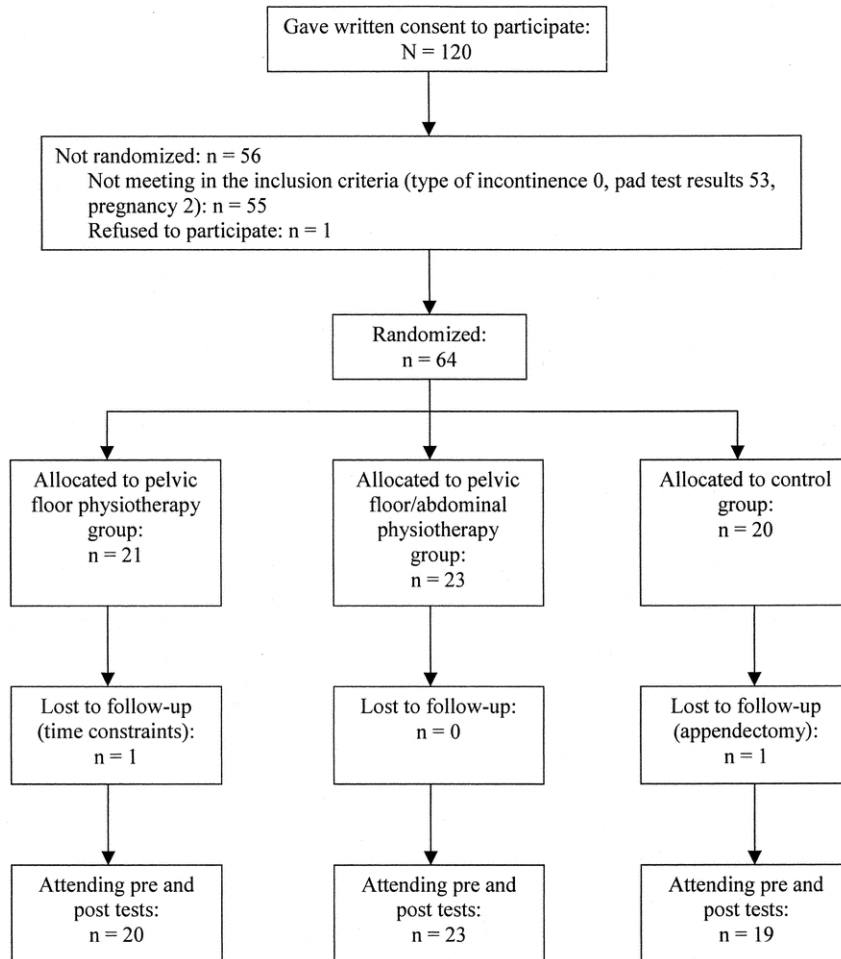 Gave written consent to participate:
N = 120
Not randomized: n = 56
Not meeting in the inclusion criteria (type of incontinence 0, pad test results 53,
pregnancy 2): n = 55
Refused to participate: n = 1
Randomized:
n = 64
Allocated to pelvic
floor physiotherapy
group:
n = 21
Allocated to pelvic
floor/abdominal
physiotherapy
group:
n = 23
Allocated to control
group:
n = 20
Lost to follow-up
(time constraints):
n = 1
Lost to follow-up:
n = 0
Lost to follow-up
(appendectomy):
n = 1
Attending pre and
post tests:
n = 20
Attending pre and
post tests:
n = 23
Attending pre and
post tests:
n = 19